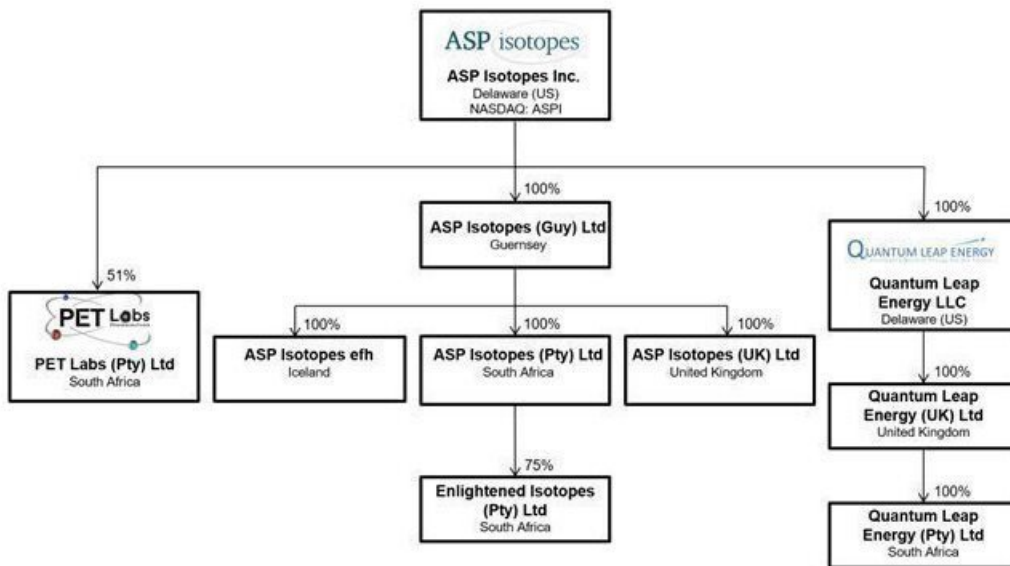 ASP isotopes
ASP Isotopes Inc.
Delaware (US)
NASDAQ: ASPI
100%
ASP Isotopes (Guy) Ltd
Guernsey
100%
QUANTUM LEAP ENERGY
Quantum Leap
Energy LLC
Delaware (US)
51%
PET Labs
PET Labs (Pty) Ltd
South Africa
100%
ASP Isotopes efh
Iceland
100%
ASP Isotopes (Pty) Ltd
South Africa
100%
ASP Isotopes (UK) Ltd
United Kingdom
100%
Quantum Leap
Energy (UK) Ltd
United Kingdom
75%
Enlightened Isotopes
(Pty) Ltd
South Africa
100%
Quantum Leap
Energy (Pty) Ltd
South Africa